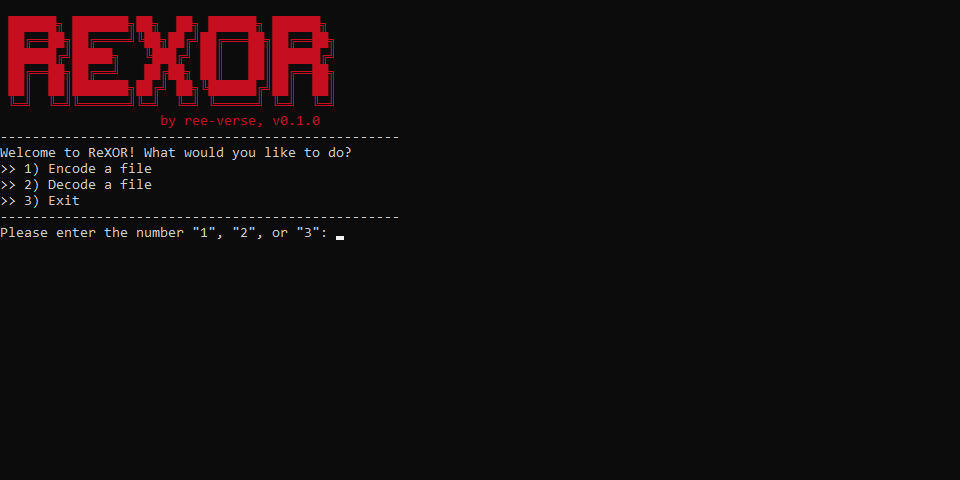 REXOR
by ree-verse, v0.1.0
--------------------------------------------------
Welcome to ReXOR! What would you like to do?
>> 1) Encode a file
>> 2) Decode a file
>> 3) Exit
--------------------------------------------------
Please enter the number "1", "2", or "3":